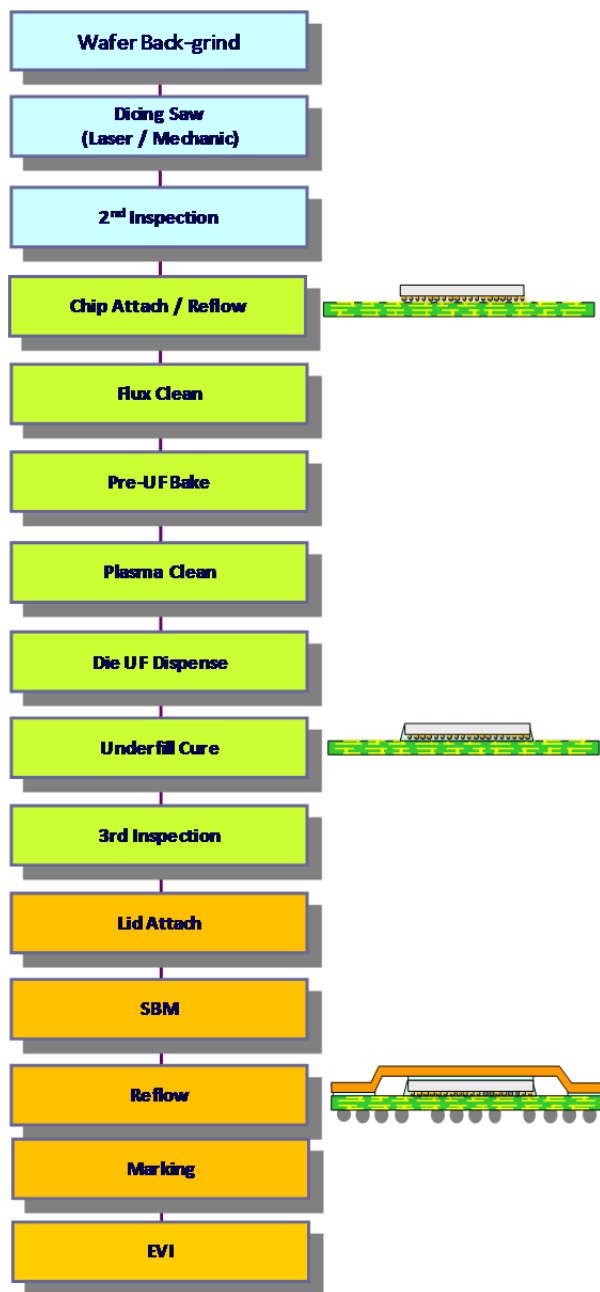 Wafer Back-grind
Dicing Saw
(Laser / Mechanic)
2nd Inspection
Chip Attach / Reflow
Flux Clean
Pre-UF Bake
Plasma Clean
Die UF Dispense
Underfill Cure
3rd Inspection
Lid Attach
SBM
Reflow
Marking
EVI